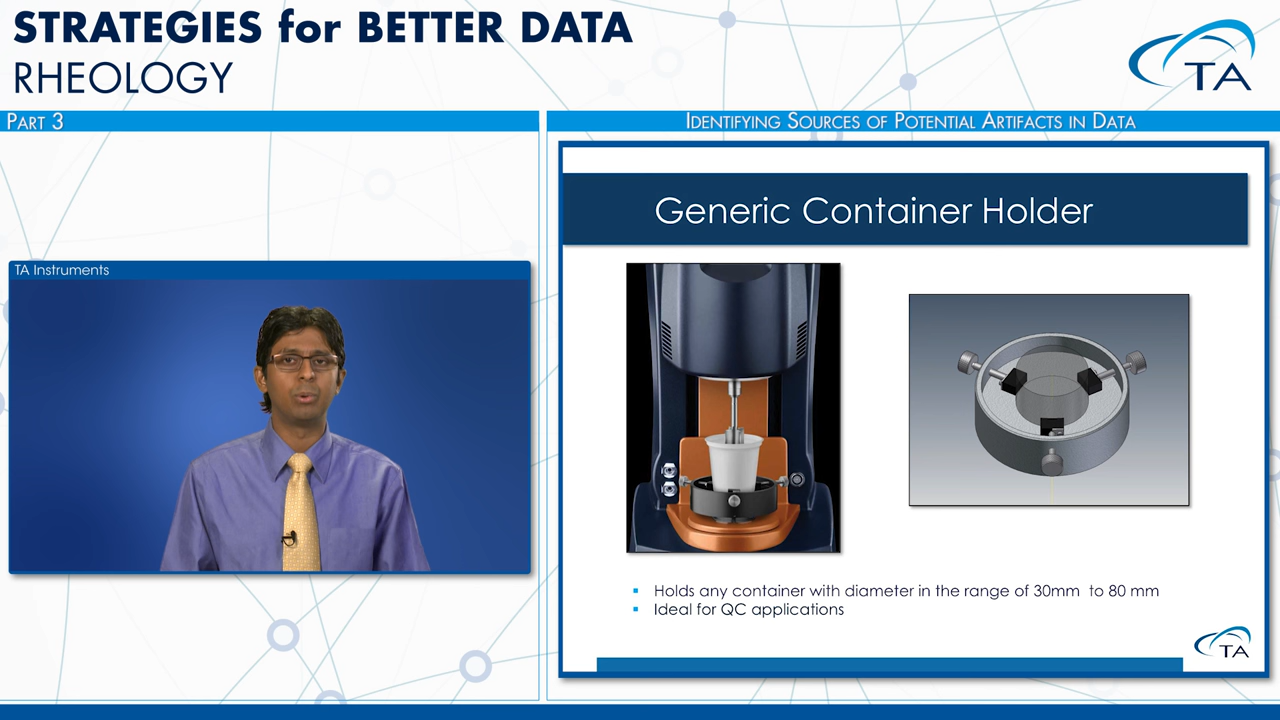 STRATEGIES for BETTER DATA
RHEOLOGY
TA
PART 3
IDENTIFYING SOURCES OF POTENTIAL ARTIFACTS IN DATA
TA Instruments
Generic Container Holder
Holds any container with diameter in the range of 30mm to 80 mm
Ideal for QC applications
TA